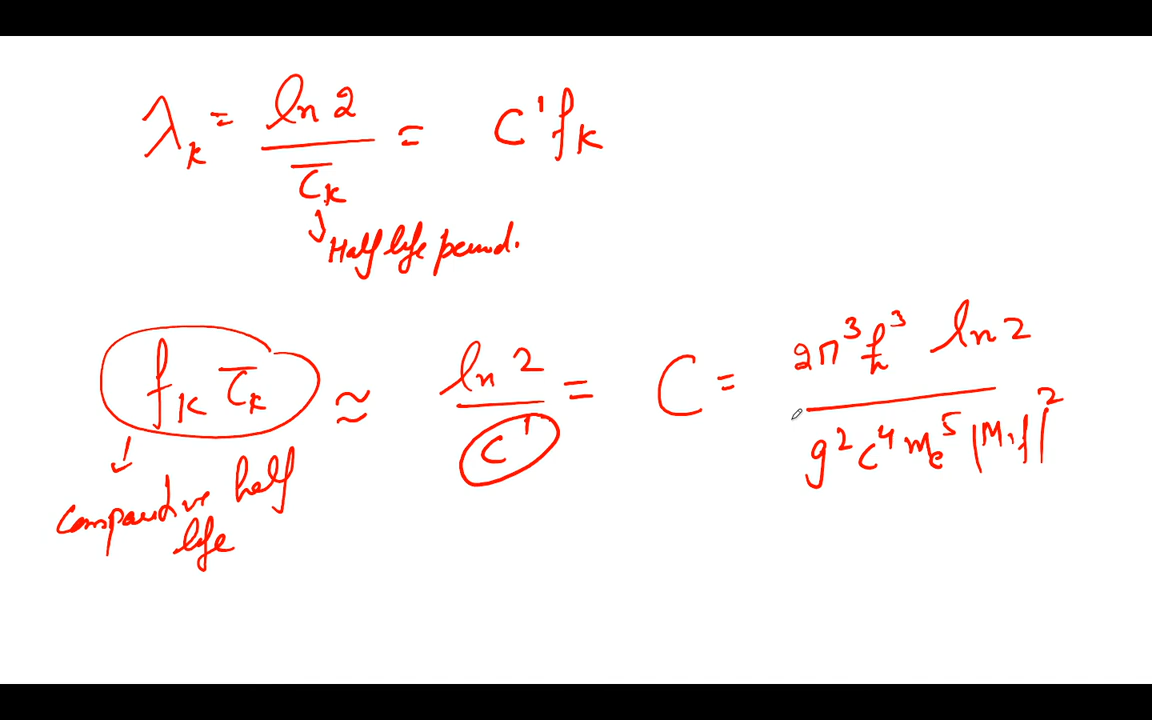 λ_k = ln 2 / τ_k = C' f_k
Half life period.
f_k τ_k ≈ ln 2 / C' = C = 2π³ħ³ ln 2 / g² c⁴ m_e⁵ |M_if|²
comparative half
life